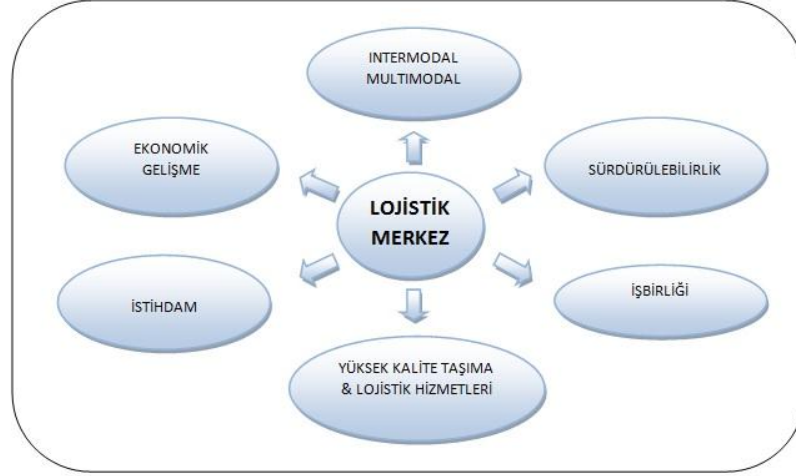 INTERMODAL
MULTIMODAL
EKONOMİK
GELİŞME
SÜRDÜRÜLEBİLİRLİK
LOJİSTİK
MERKEZ
İSTİHDAM
İŞBİRLİĞİ
YÜKSEK KALİTE TAŞIMA
& LOJİSTİK HİZMETLERİ